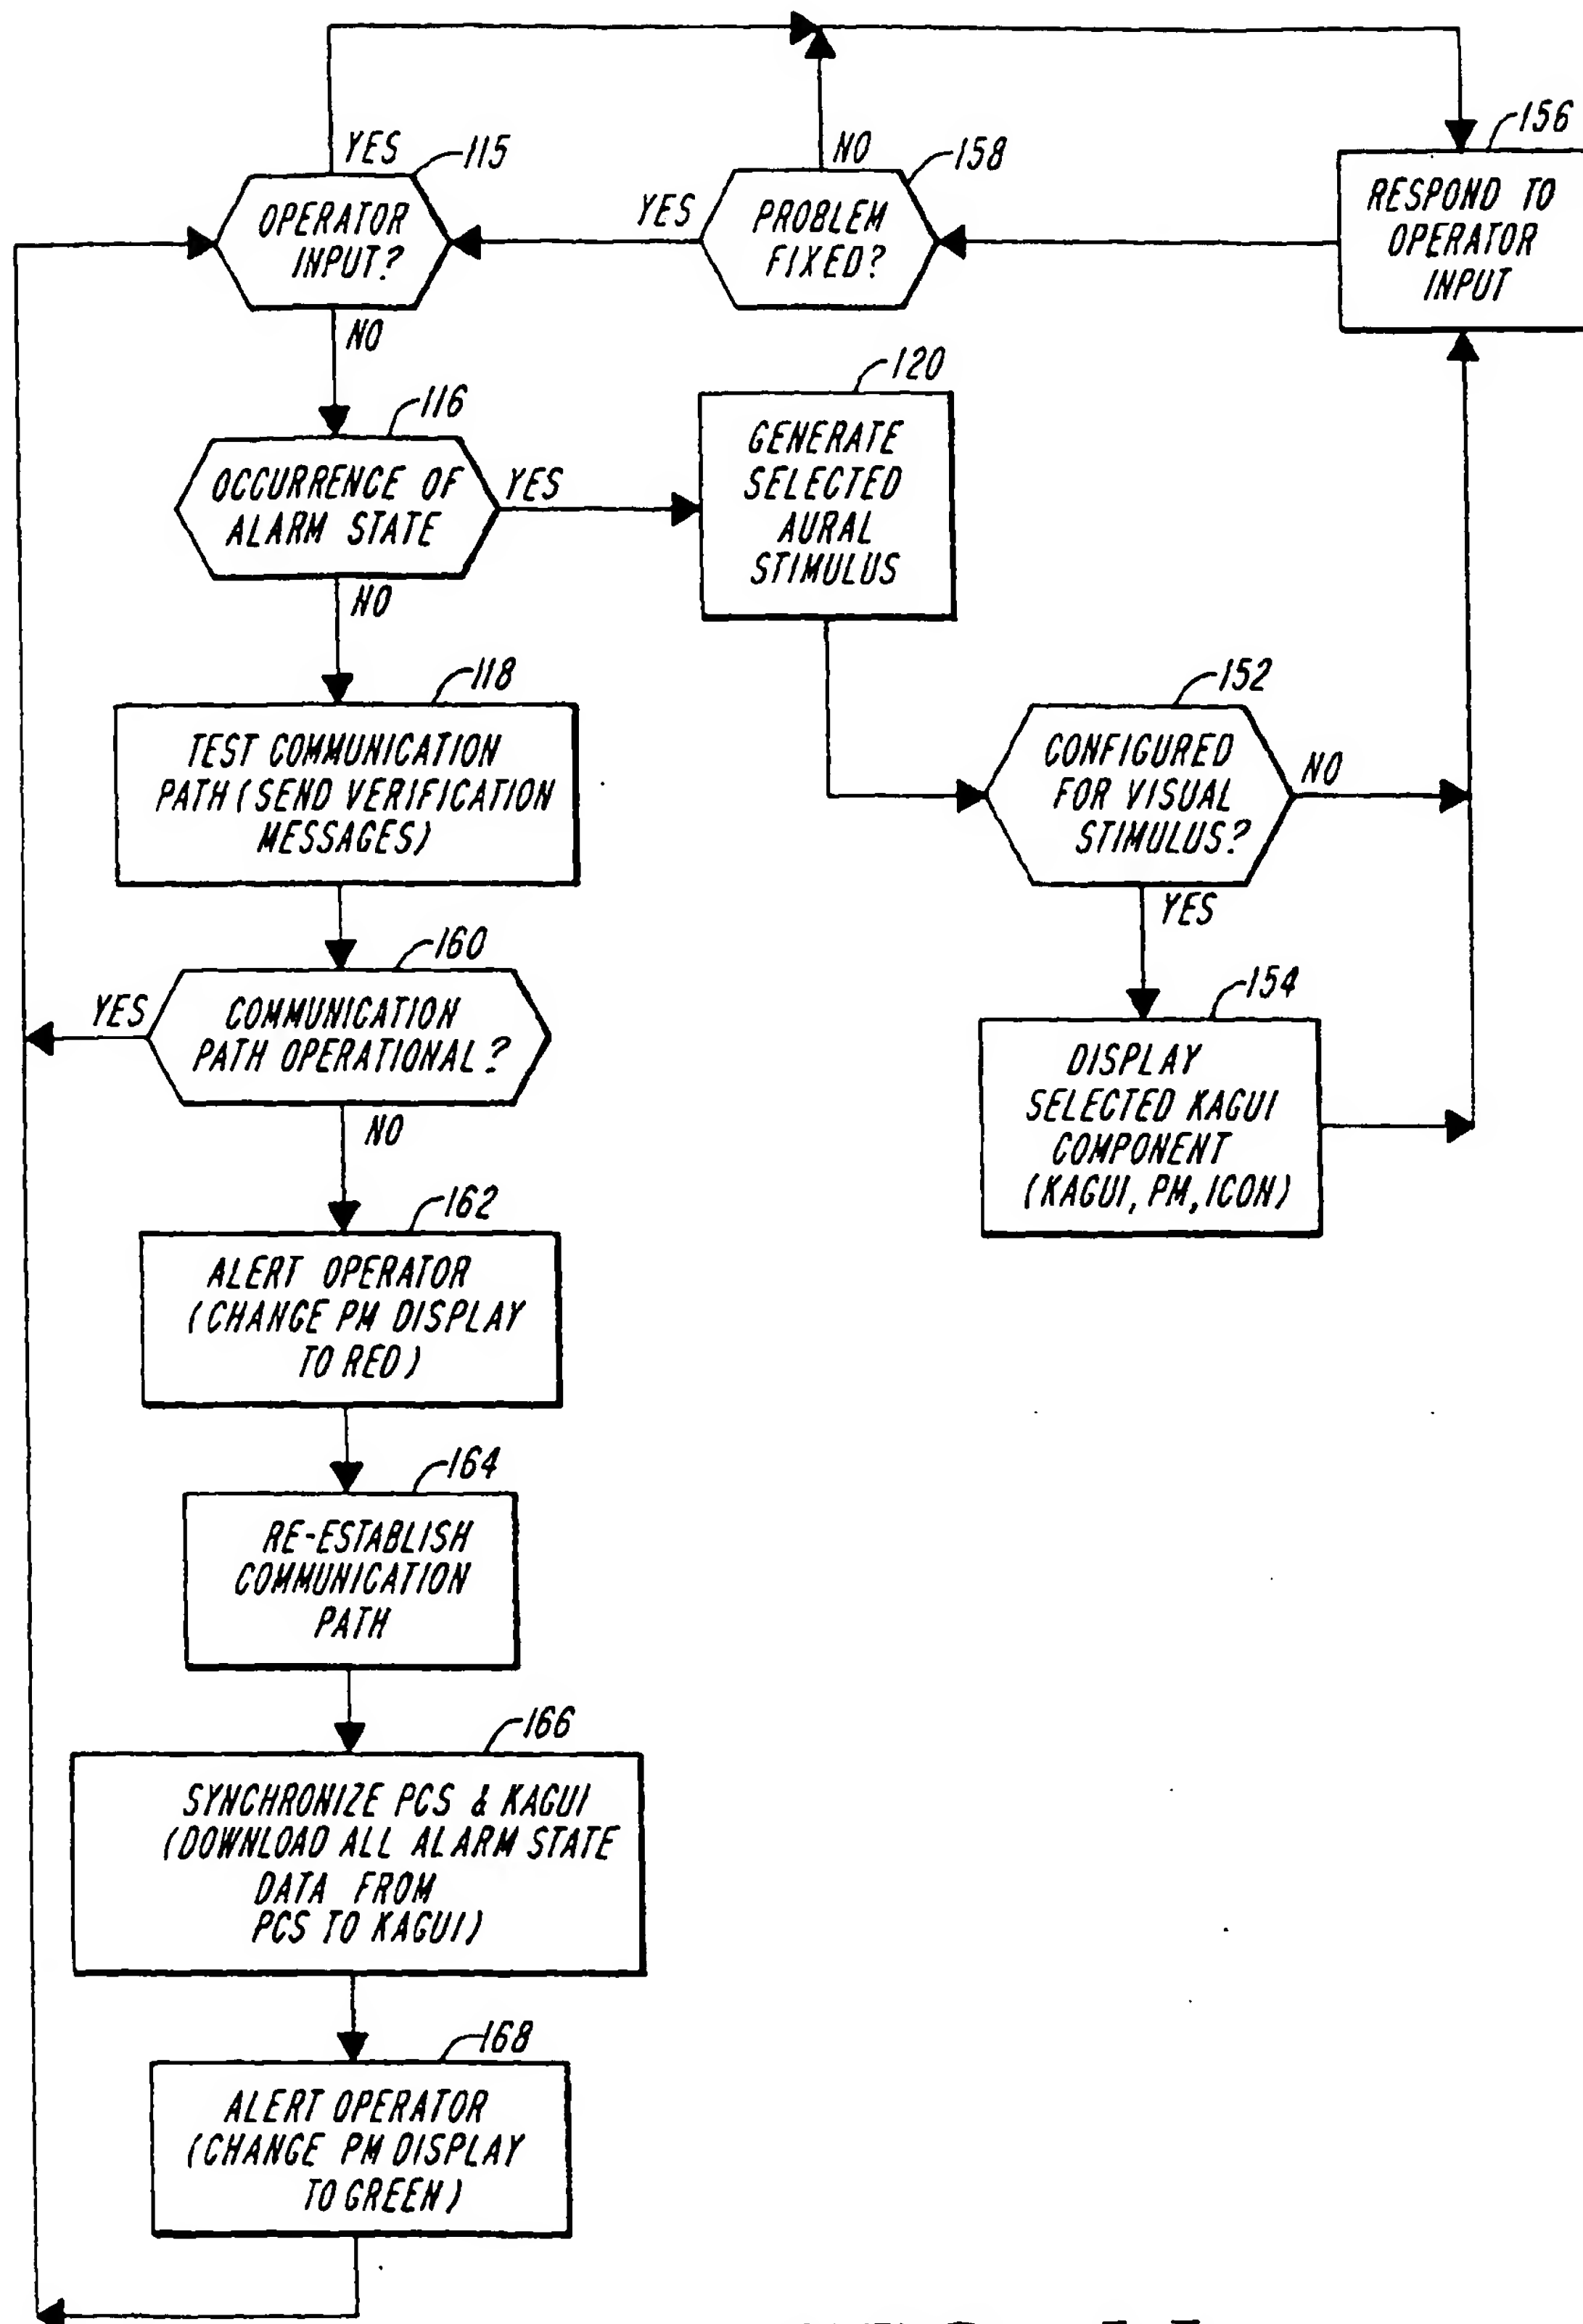 YES
115
OPERATOR
INPUT?
NO
YES
NO
158
PROBLEM
FIXED?
156
RESPOND TO
OPERATOR
INPUT
116
OCCURRENCE OF
ALARM STATE
YES
NO
120
GENERATE
SELECTED
AURAL
STIMULUS
118
TEST COMMUNICATION
PATH (SEND VERIFICATION
MESSAGES)
152
CONFIGURED
FOR VISUAL
STIMULUS?
NO
YES
160
YES
COMMUNICATION
PATH OPERATIONAL?
NO
154
DISPLAY
SELECTED KAGUI
COMPONENT
(KAGUI, PM, ICON)
162
ALERT OPERATOR
(CHANGE PM DISPLAY
TO RED)
164
RE-ESTABLISH
COMMUNICATION
PATH
166
SYNCHRONIZE PCS & KAGUI
(DOWNLOAD ALL ALARM STATE
DATA FROM
PCS TO KAGUI)
168
ALERT OPERATOR
(CHANGE PM DISPLAY
TO GREEN)